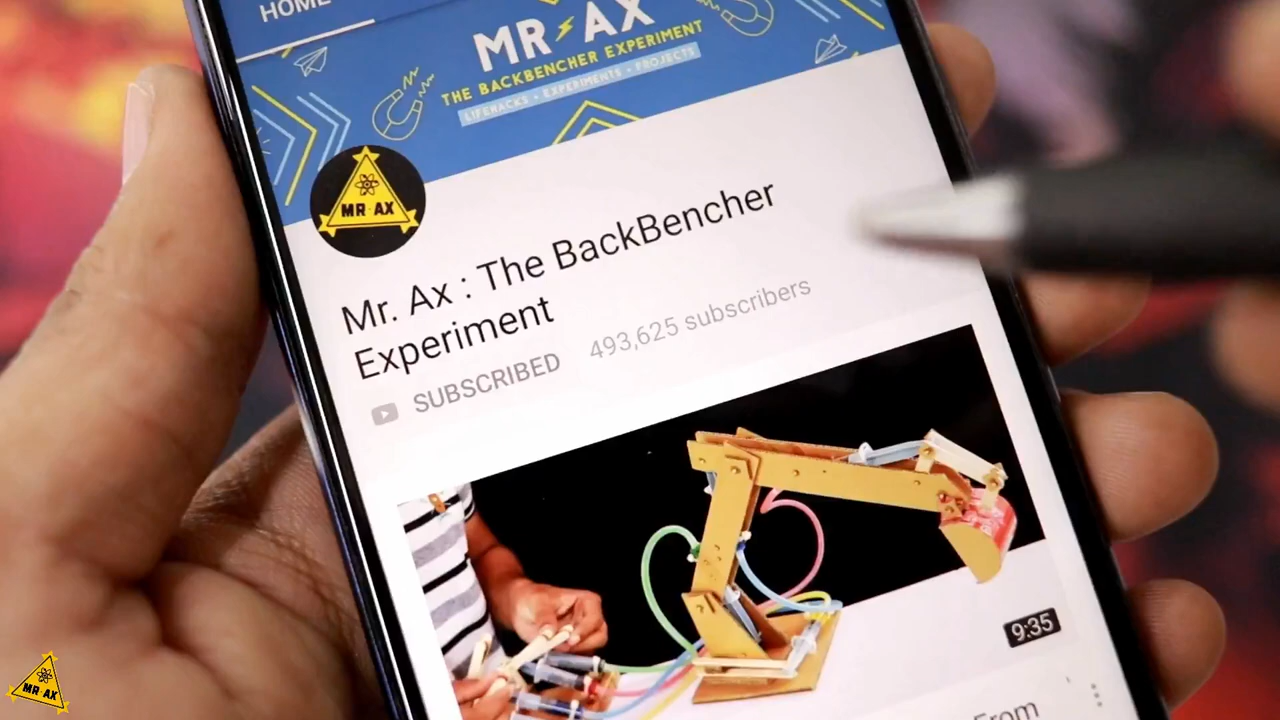 HOME
MR AX
THE BACKBENCHER EXPERIMENT
LIFEHACKS • EXPERIMENTS • PROJECTS
MR AX
Mr. Ax : The BackBencher
Experiment
SUBSCRIBED 493,625 subscribers
9:35
From
MR AX